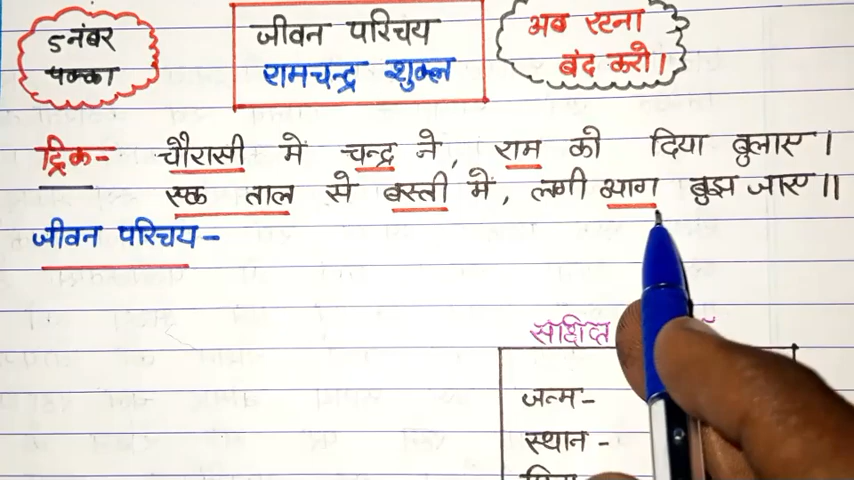 5 नंबर
पक्का
जीवन परिचय
रामचन्द्र शुक्ल
अब रटना
बंद करो।
ट्रिक- चौरासी में चन्द्र ने, राम को दिया बुलाए।
एक ताल से बस्ती में, लगी आग बुझ जाए॥
जीवन परिचय-
संक्षिप्त
जन्म-
स्थान-